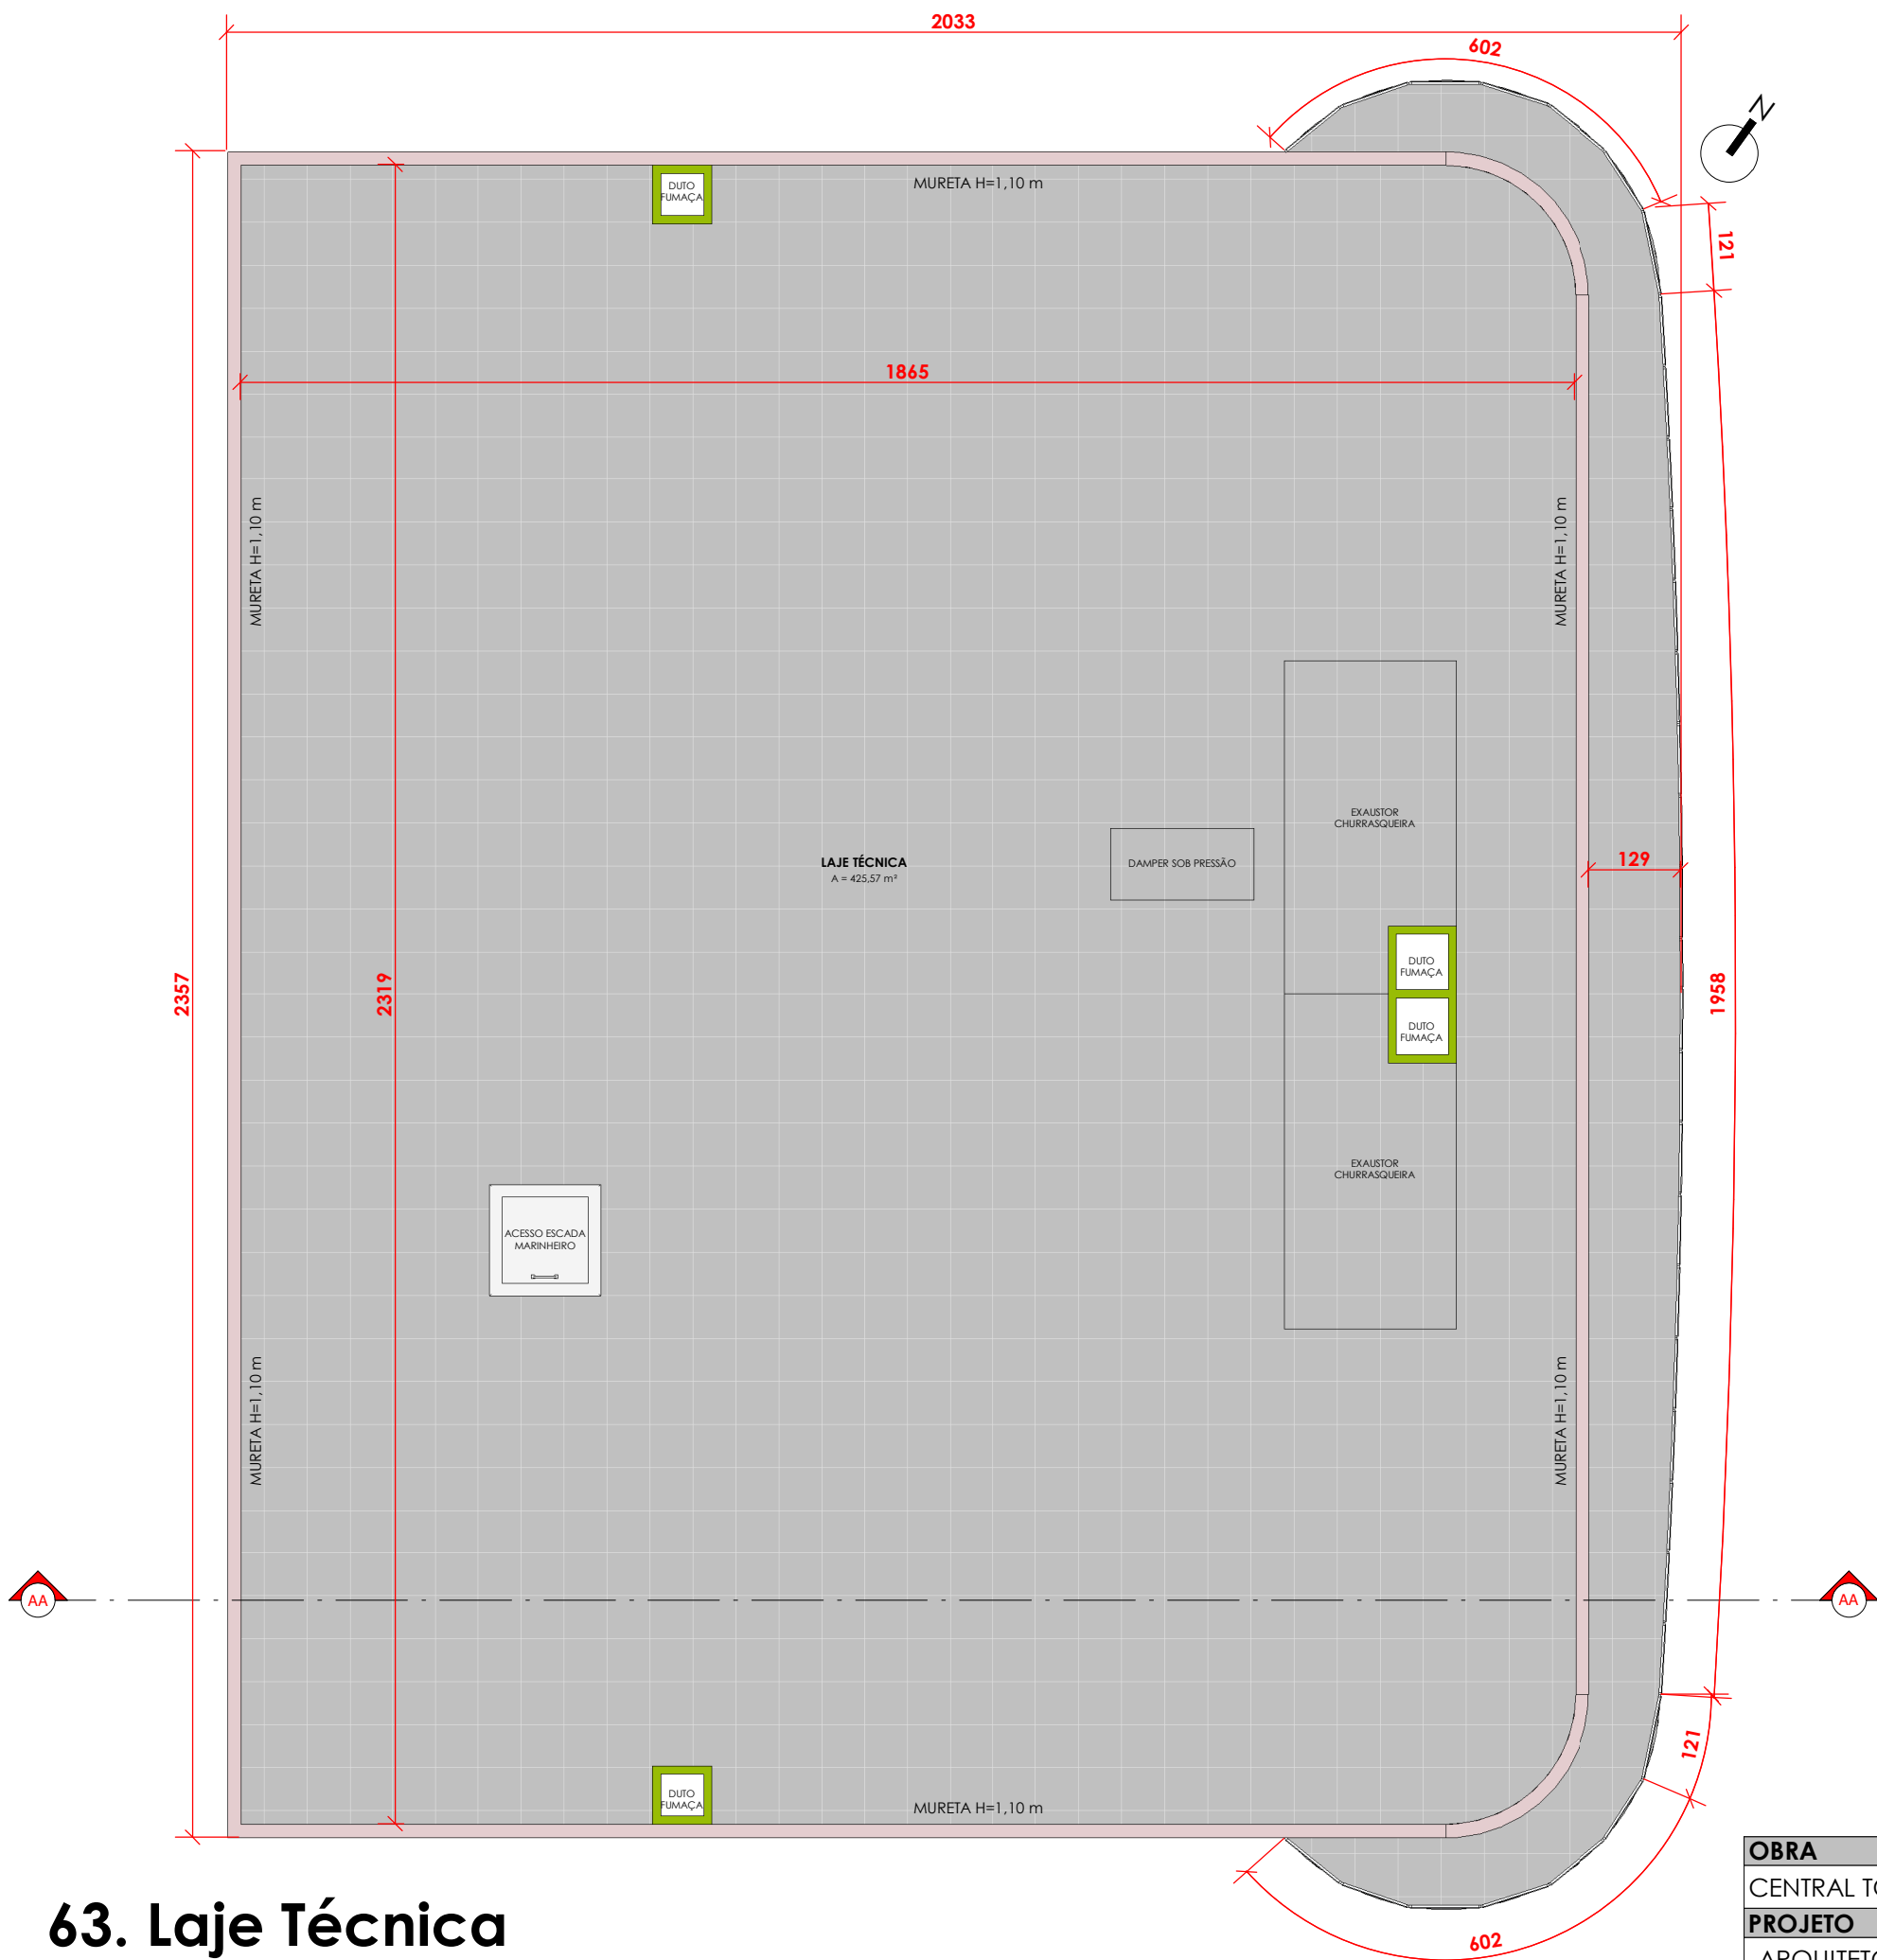 2033
602
N
DUTO
FUMAÇA
MURETA H=1,10 m
121
1865
MURETA H=1,10 m
MURETA H=1,10 m
EXAUSTOR
CHURRASQUEIRA
LAJE TÉCNICA
A = 425,57 m²
DAMPER SOB PRESSÃO
129
2357
2319
DUTO
FUMAÇA
DUTO
FUMAÇA
1958
EXAUSTOR
CHURRASQUEIRA
ACESSO ESCADA
MARINHEIRO
MURETA H=1,10 m
MURETA H=1,10 m
AA
AA
121
DUTO
FUMAÇA
MURETA H=1,10 m
OBRA
CENTRAL
PROJETO
63. Laje Técnica
602